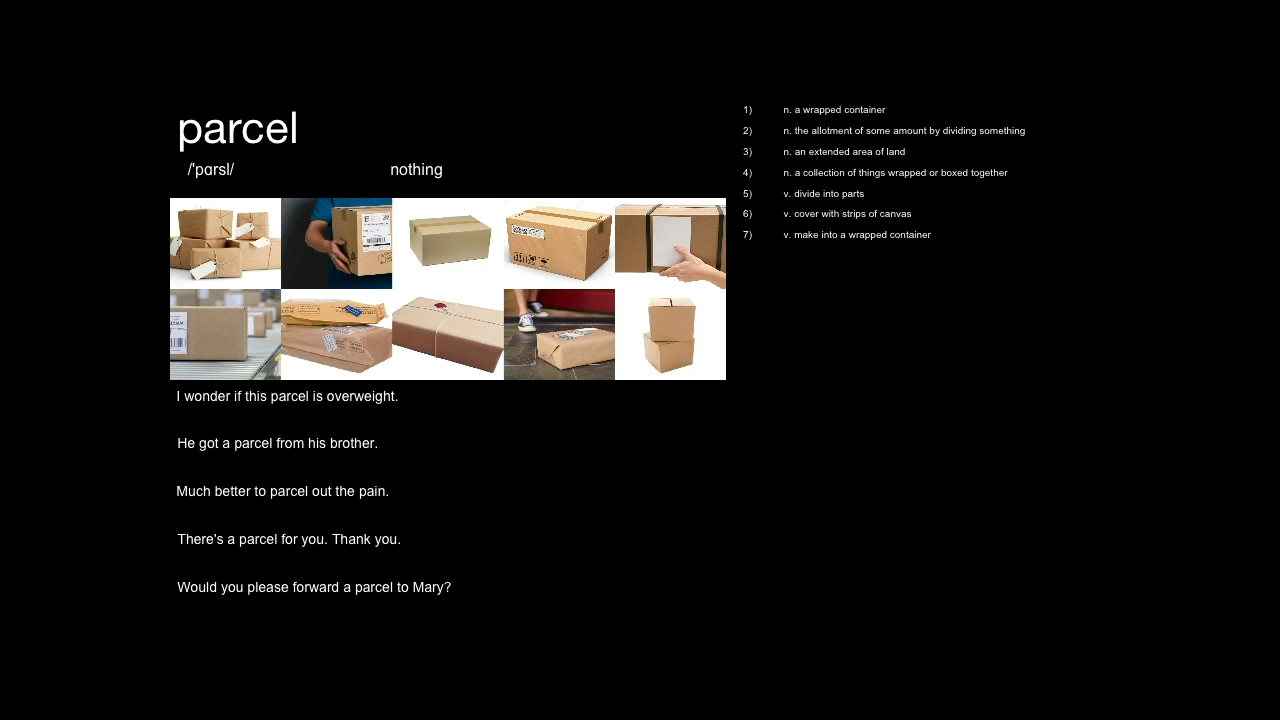 parcel
/'pɑrsl/
nothing
I wonder if this parcel is overweight.
He got a parcel from his brother.
Much better to parcel out the pain.
There's a parcel for you. Thank you.
Would you please forward a parcel to Mary?
1) n. a wrapped container
2) n. the allotment of some amount by dividing something
3) n. an extended area of land
4) n. a collection of things wrapped or boxed together
5) v. divide into parts
6) v. cover with strips of canvas
7) v. make into a wrapped container